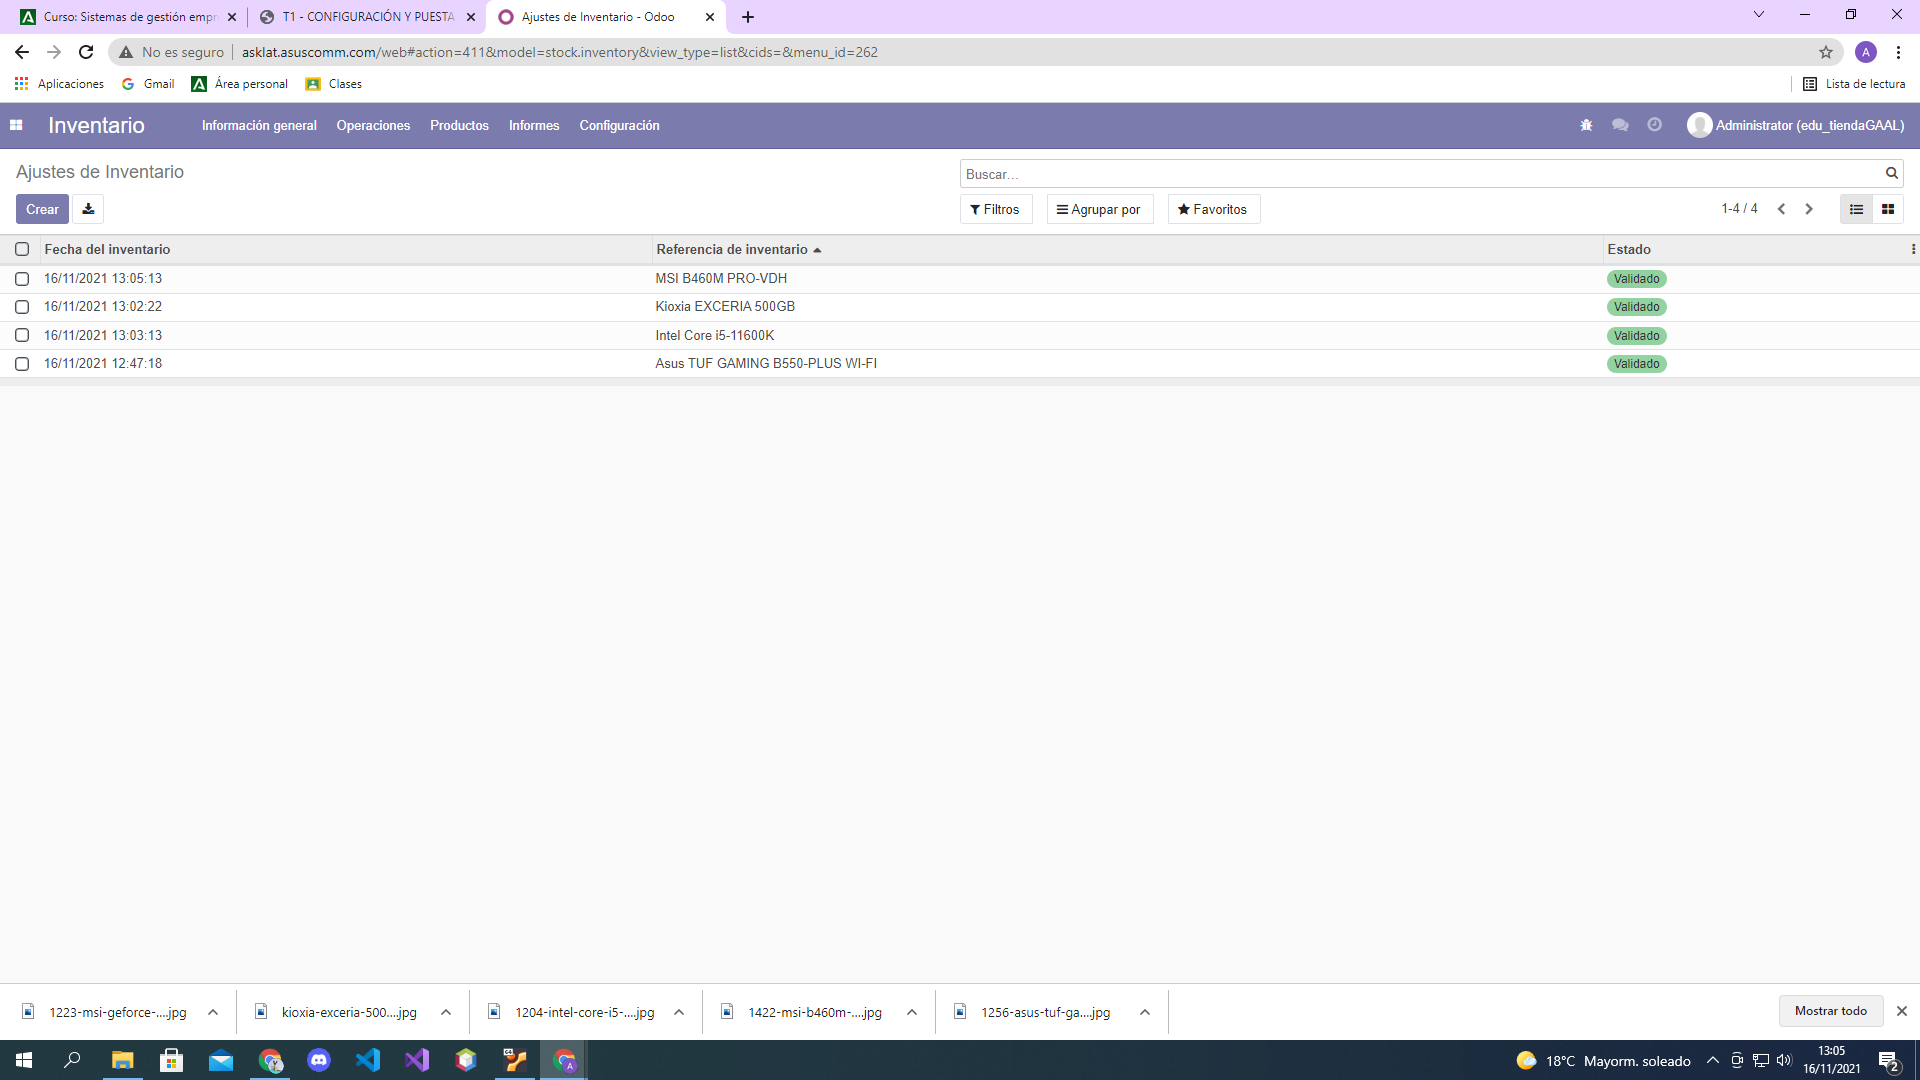 Curso: Sistemas de gestión empr
T1 - CONFIGURACIÓN Y PUESTA
Ajustes de Inventario - Odoo
No es seguro
asklat.asuscomm.com/web#action=411&model=stock.inventory&view_type=list&cids=&menu_id=262
A
Aplicaciones
Gmail
Área personal
Clases
Lista de lectura
Inventario
Información general
Operaciones
Productos
Informes
Configuración
Administrator (edu_tiendaGAAL)
Ajustes de Inventario
Buscar...
Crear
Filtros
Agrupar por
Favoritos
1-4 / 4
Fecha del inventario
Referencia de inventario
Estado
16/11/2021 13:05:13
MSI B460M PRO-VDH
Validado
16/11/2021 13:02:22
Kioxia EXCERIA 500GB
Validado
16/11/2021 13:03:13
Intel Core i5-11600K
Validado
16/11/2021 12:47:18
Asus TUF GAMING B550-PLUS WI-FI
Validado
1223-msi-geforce-....jpg
kioxia-exceria-500....jpg
1204-intel-core-i5-....jpg
1422-msi-b460m-....jpg
1256-asus-tuf-ga....jpg
Mostrar todo
18°C Mayorm. soleado
13:05
16/11/2021
2